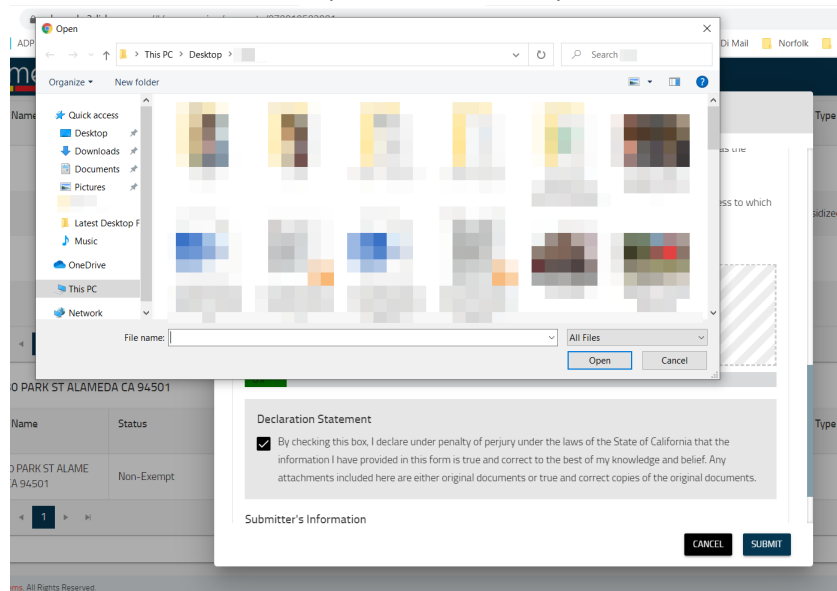 Open
ADP
Di Mail
Norfolk
This PC > Desktop >
Search
Organize
New folder
Name
Type
Quick access
Desktop
Downloads
Documents
Pictures
Latest Desktop F
Music
OneDrive
This PC
Network
as the
ess to which
sidize
File name:
All Files
Open
Cancel
O PARK ST ALAMEDA CA 94501
Name
Status
Type
O PARK ST ALAME
CA 94501
Non-Exempt
1
Declaration Statement
By checking this box, I declare under penalty of perjury under the laws of the State of California that the
information I have provided in this form is true and correct to the best of my knowledge and belief. Any
attachments included here are either original documents or true and correct copies of the original documents.
Submitter's Information
CANCEL
SUBMIT
ms. All Rights Reserved.